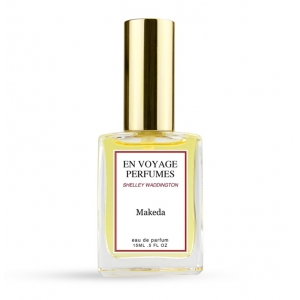 EN VOYAGE
PERFUMES
SHELLEY WADDINGTON
Makeda
eau de parfum
15ML .5 FL OZ